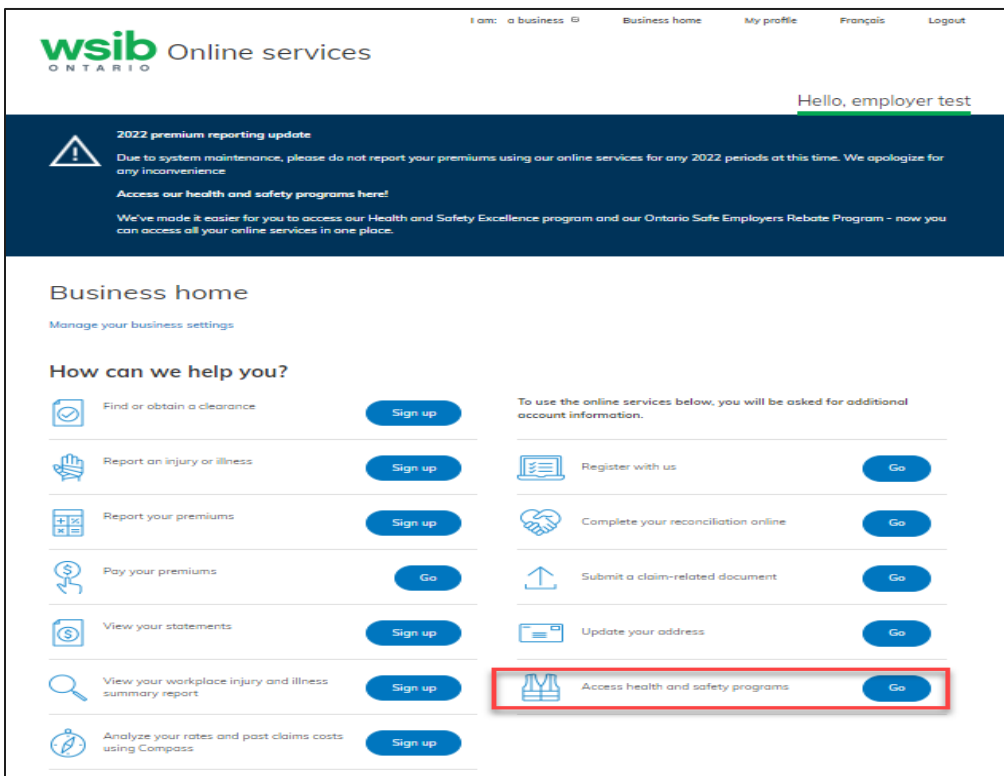 I am: a business
Business home
My profile
Français
Logout
wsib
ONTARIO
Online services
Hello, employer test
2022 premium reporting update
Due to system maintenance, please do not report your premiums using our online services for any 2022 periods at this time. We apologize for
any inconvenience
Access our health and safety programs here!
We've made it easier for you to access our Health and Safety Excellence program and our Ontario Safe Employers Rebate Program - now you
can access all your online services in one place.
Business home
Manage your business settings
How can we help you?
Find or obtain a clearance
Sign up
Report an injury or illness
Sign up
Report your premiums
Sign up
Pay your premiums
Go
View your statements
Sign up
View your workplace injury and illness
summary report
Sign up
Analyze your rates and past claims costs
using Compass
Sign up
To use the online services below, you will be asked for additional
account information.
Register with us
Go
Complete your reconciliation online
Go
Submit a claim-related document
Go
Update your address
Go
Access health and safety programs
Go